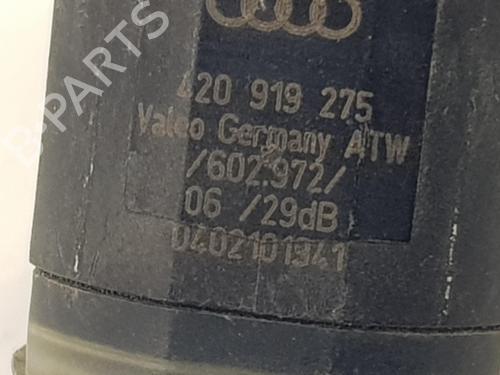 B-PARTS
420 919 275
Valeo Germany ATW
/602.972/
06 /29dB
0402101941